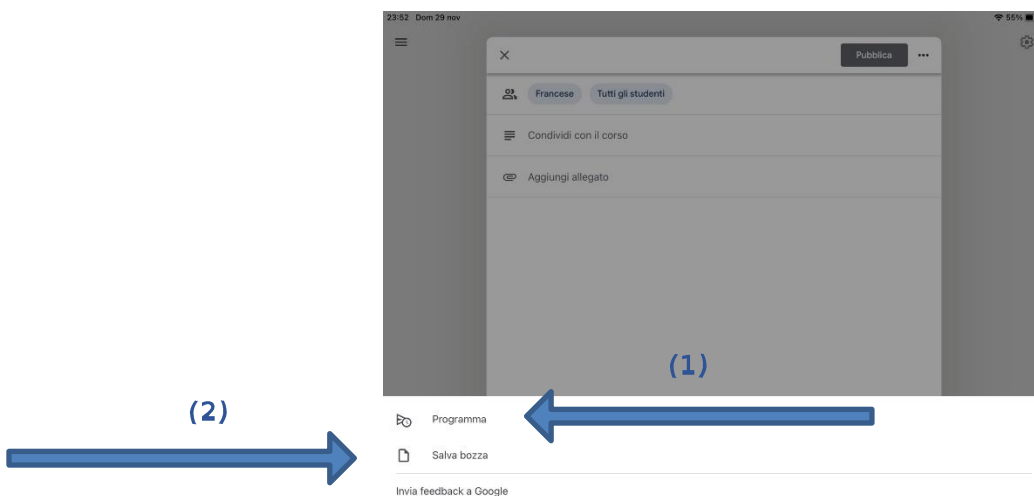 23:52 Dom 29 nov 55%
Pubblica
Francese Tutti gli studenti
Condividi con il corso
Aggiungi allegato
(1)
(2)
Programma
Salva bozza
Invia feedback a Google